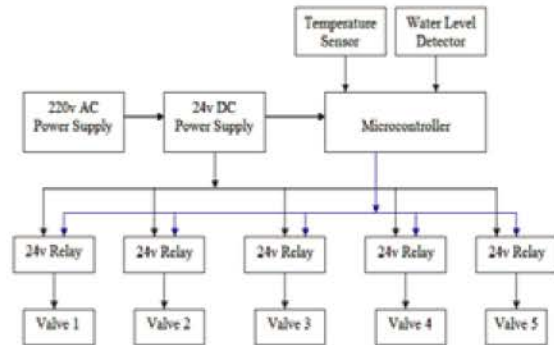 Temperature
Sensor
Water Level
Detector
220v AC
Power Supply
24v DC
Power Supply
Microcontroller
24v Relay
24v Relay
24v Relay
24v Relay
24v Relay
Valve 1
Valve 2
Valve 3
Valve 4
Valve 5